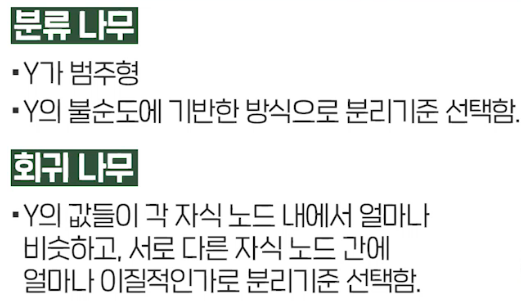 분류 나무
▪ Y가 범주형
▪ Y의 불순도에 기반한 방식으로 분리기준 선택함.
회귀 나무
▪ Y의 값들이 각 자식 노드 내에서 얼마나
비슷하고, 서로 다른 자식 노드 간에
얼마나 이질적인가로 분리기준 선택함.